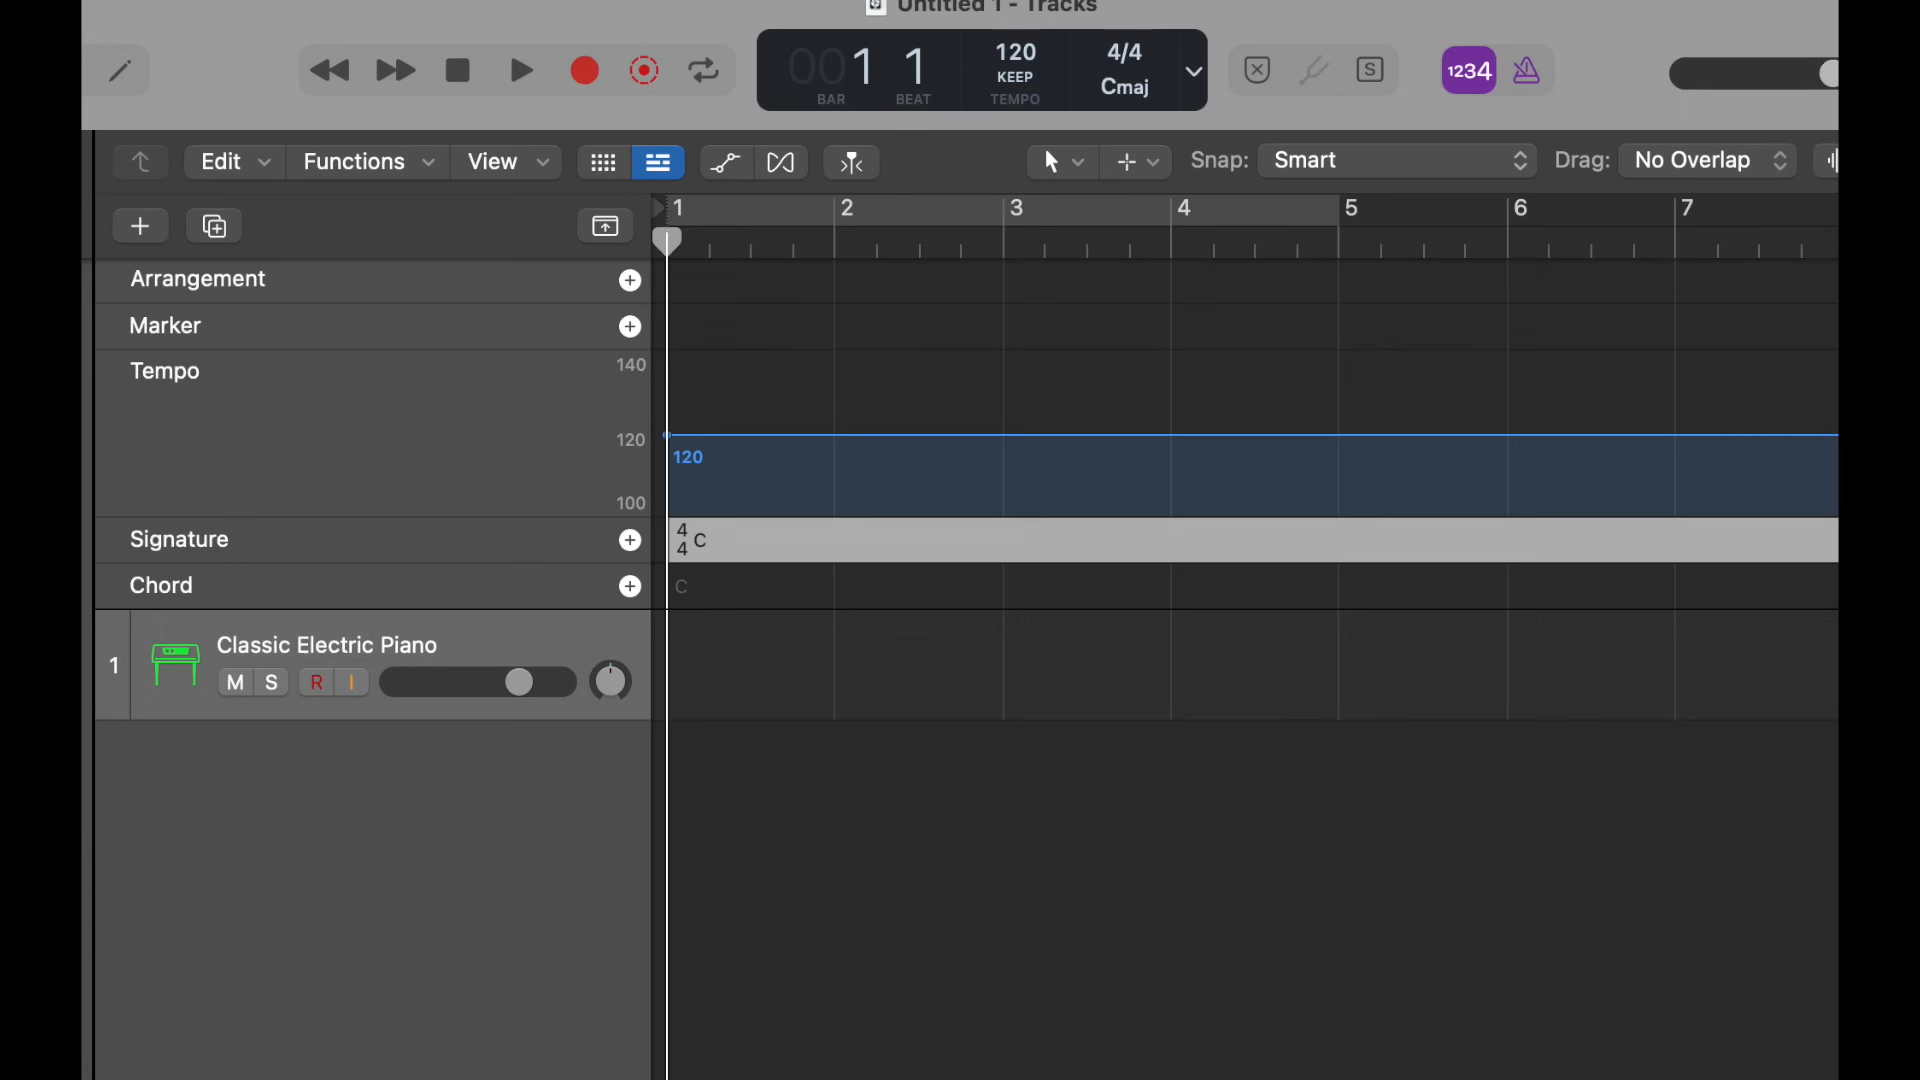 Untitled 1 - Tracks
001 1 120 4/4
KEEP Cmaj
BAR BEAT TEMPO
S
1234
Edit Functions View Snap: Smart Drag: No Overlap
1 2 3 4 5 6 7
Arrangement
Marker
Tempo 140
120
120
100
Signature 4/4 C
Chord C
1 Classic Electric Piano
M S R I